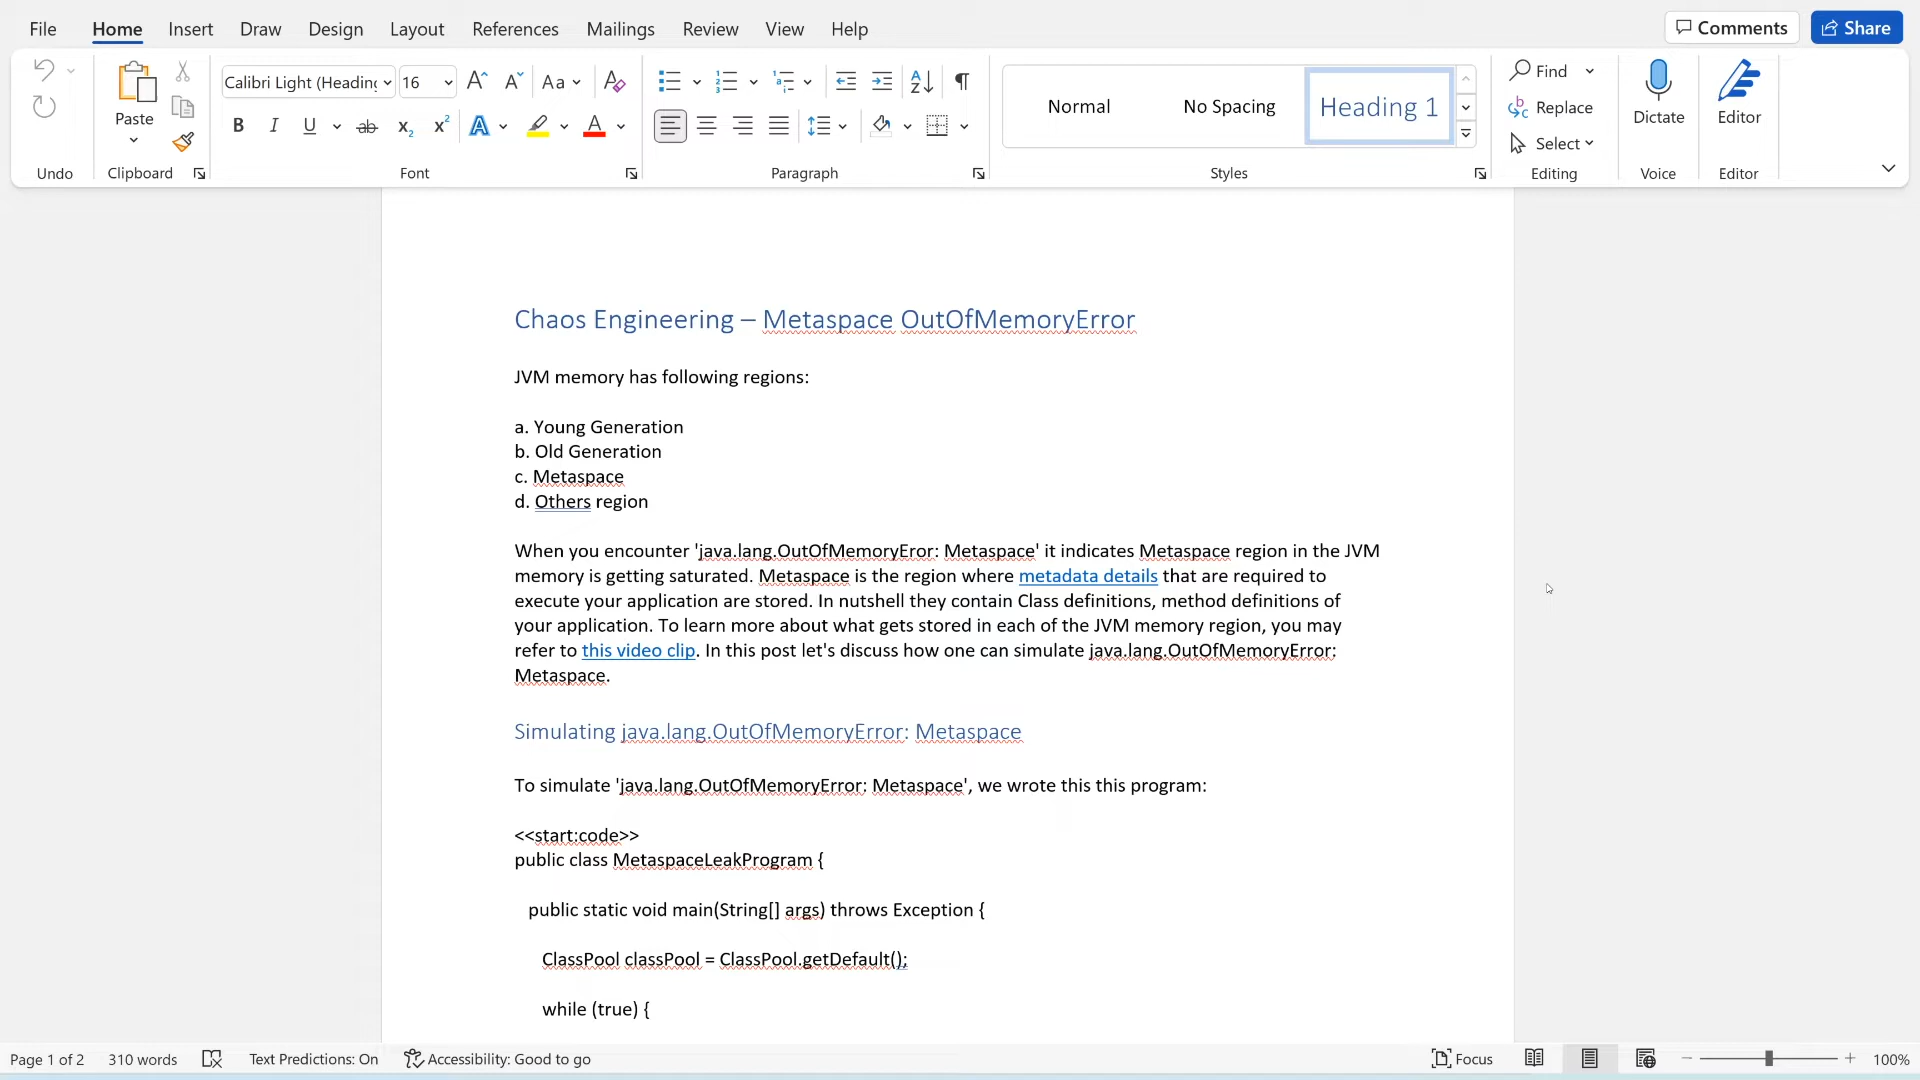 File Home Insert Draw Design Layout References Mailings Review View Help Comments Share
Calibri Light (Heading 16 Aa
Paste
B I U ab x₂ x² A A
Normal No Spacing Heading 1
Find
Replace
Select
Dictate Editor
Undo Clipboard Font Paragraph Styles Editing Voice Editor
Chaos Engineering – Metaspace OutOfMemoryError
JVM memory has following regions:
a. Young Generation
b. Old Generation
c. Metaspace
d. Others region
When you encounter 'java.lang.OutOfMemoryEror: Metaspace' it indicates Metaspace region in the JVM
memory is getting saturated. Metaspace is the region where metadata details that are required to
execute your application are stored. In nutshell they contain Class definitions, method definitions of
your application. To learn more about what gets stored in each of the JVM memory region, you may
refer to this video clip. In this post let's discuss how one can simulate java.lang.OutOfMemoryError:
Metaspace.
Simulating java.lang.OutOfMemoryError: Metaspace
To simulate 'java.lang.OutOfMemoryError: Metaspace', we wrote this this program:
<<start:code>>
public class MetaspaceLeakProgram {
public static void main(String[] args) throws Exception {
ClassPool classPool = ClassPool.getDefault();
while (true) {
Page 1 of 2 310 words Text Predictions: On Accessibility: Good to go Focus 100%